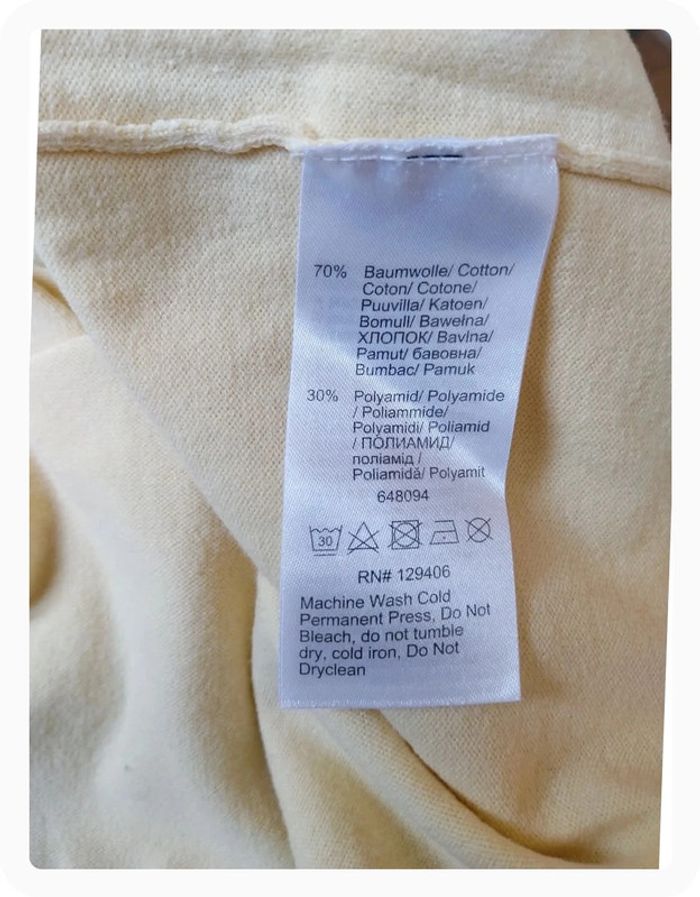 70% Baumwolle/ Cotton/
Coton/ Cotone/
Puuvilla/ Katoen/
Bomull/ Bawełna/
ХЛОПОК/ Bavlna/
Pamut/ бавовна/
Bumbac/ Pamuk
30% Polyamid/ Polyamide
/ Poliammide/
Polyamidi/ Poliamid
/ ПОЛИАМИД/
поліамід /
Poliamidă/ Polyamit
648094
30
RN# 129406
Machine Wash Cold
Permanent Press, Do Not
Bleach, do not tumble
dry, cold iron, Do Not
Dryclean